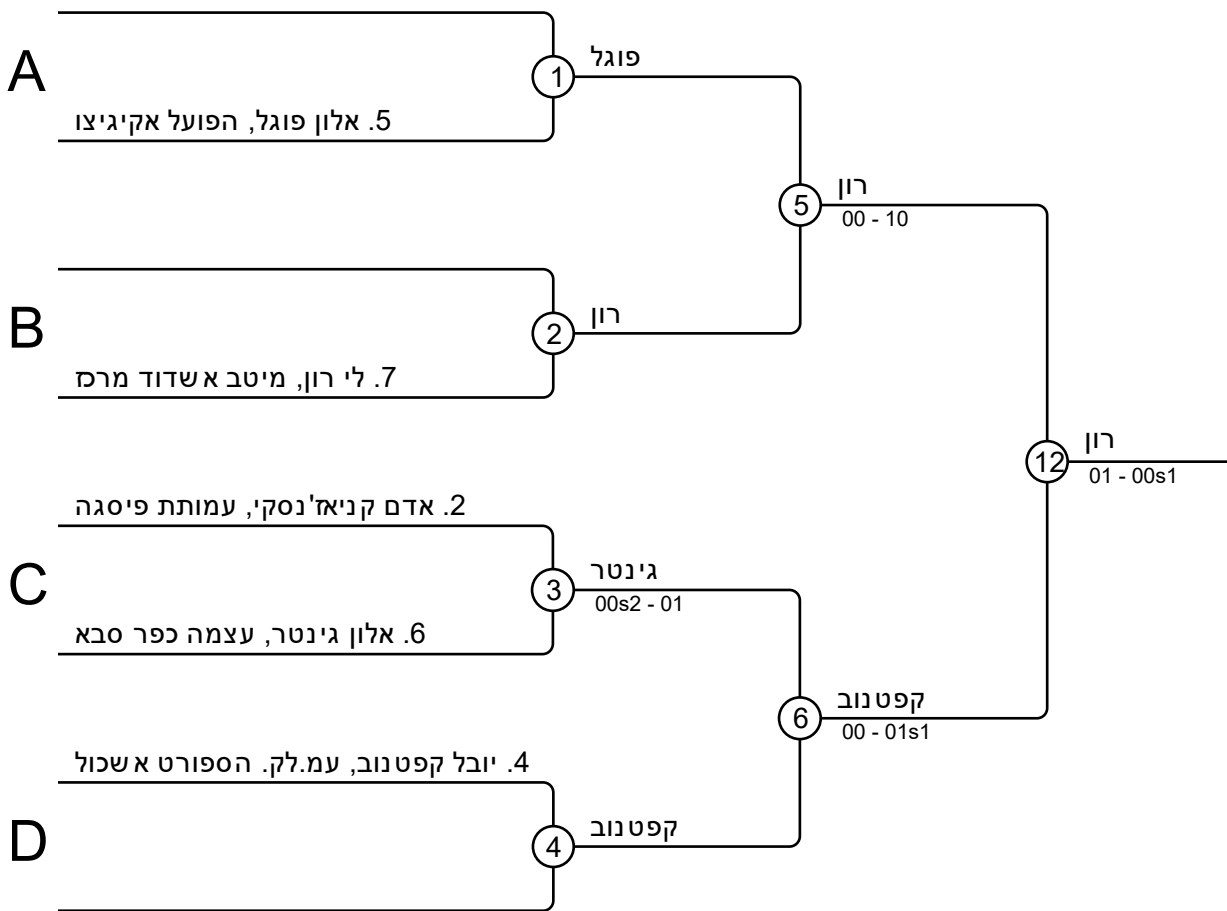 A
1
פוגל
5. אלון פוגל, הפועל אקיגיצו
5
רון
00 - 10
B
2
רון
7. לי רון, מיטב אשדוד מרכז
12
רון
01 - 00s1
2. אדם קניאז'נסקי, עמותת פיסגה
C
3
גינטר
00s2 - 01
6. אלון גינטר, עצמה כפר סבא
6
קפטנוב
00 - 01s1
4. יובל קפטנוב, עמ.לק. הספורט אשכול
D
4
קפטנוב